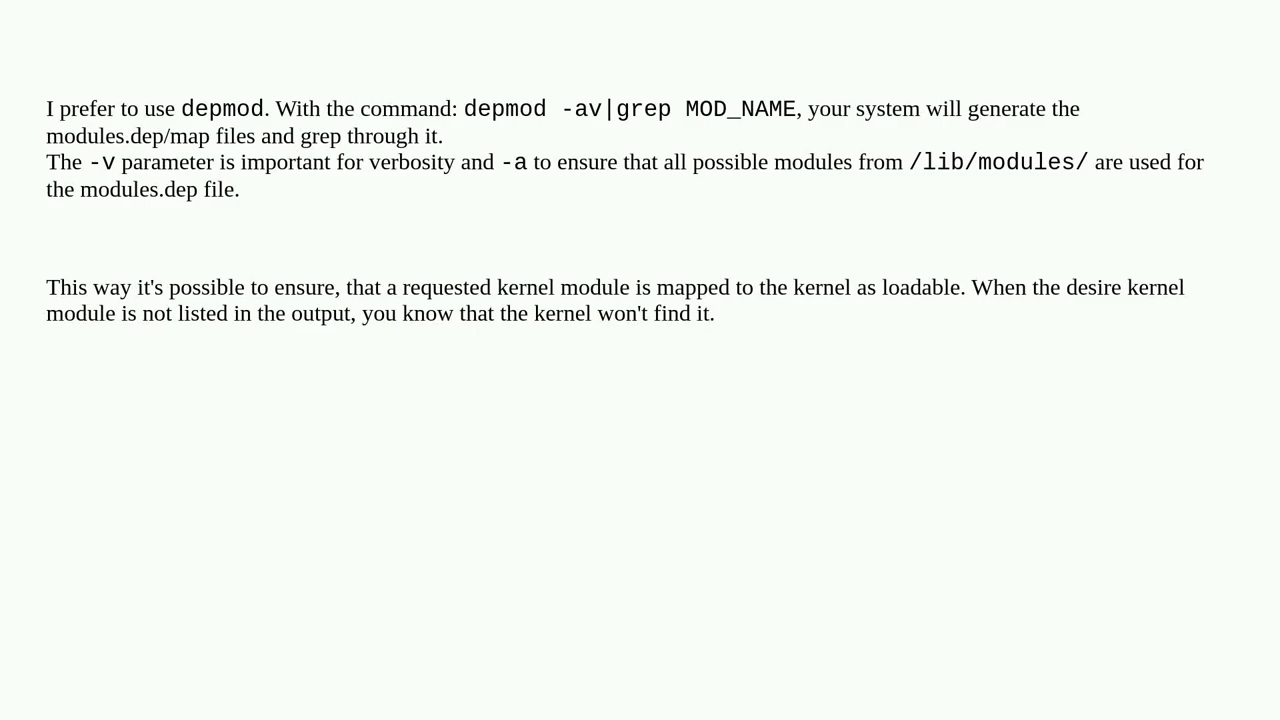 I prefer to use depmod. With the command: depmod -av|grep MOD_NAME, your system will generate the
modules.dep/map files and grep through it.
The -v parameter is important for verbosity and -a to ensure that all possible modules from /lib/modules/ are used for
the modules.dep file.
This way it's possible to ensure, that a requested kernel module is mapped to the kernel as loadable. When the desire kernel
module is not listed in the output, you know that the kernel won't find it.